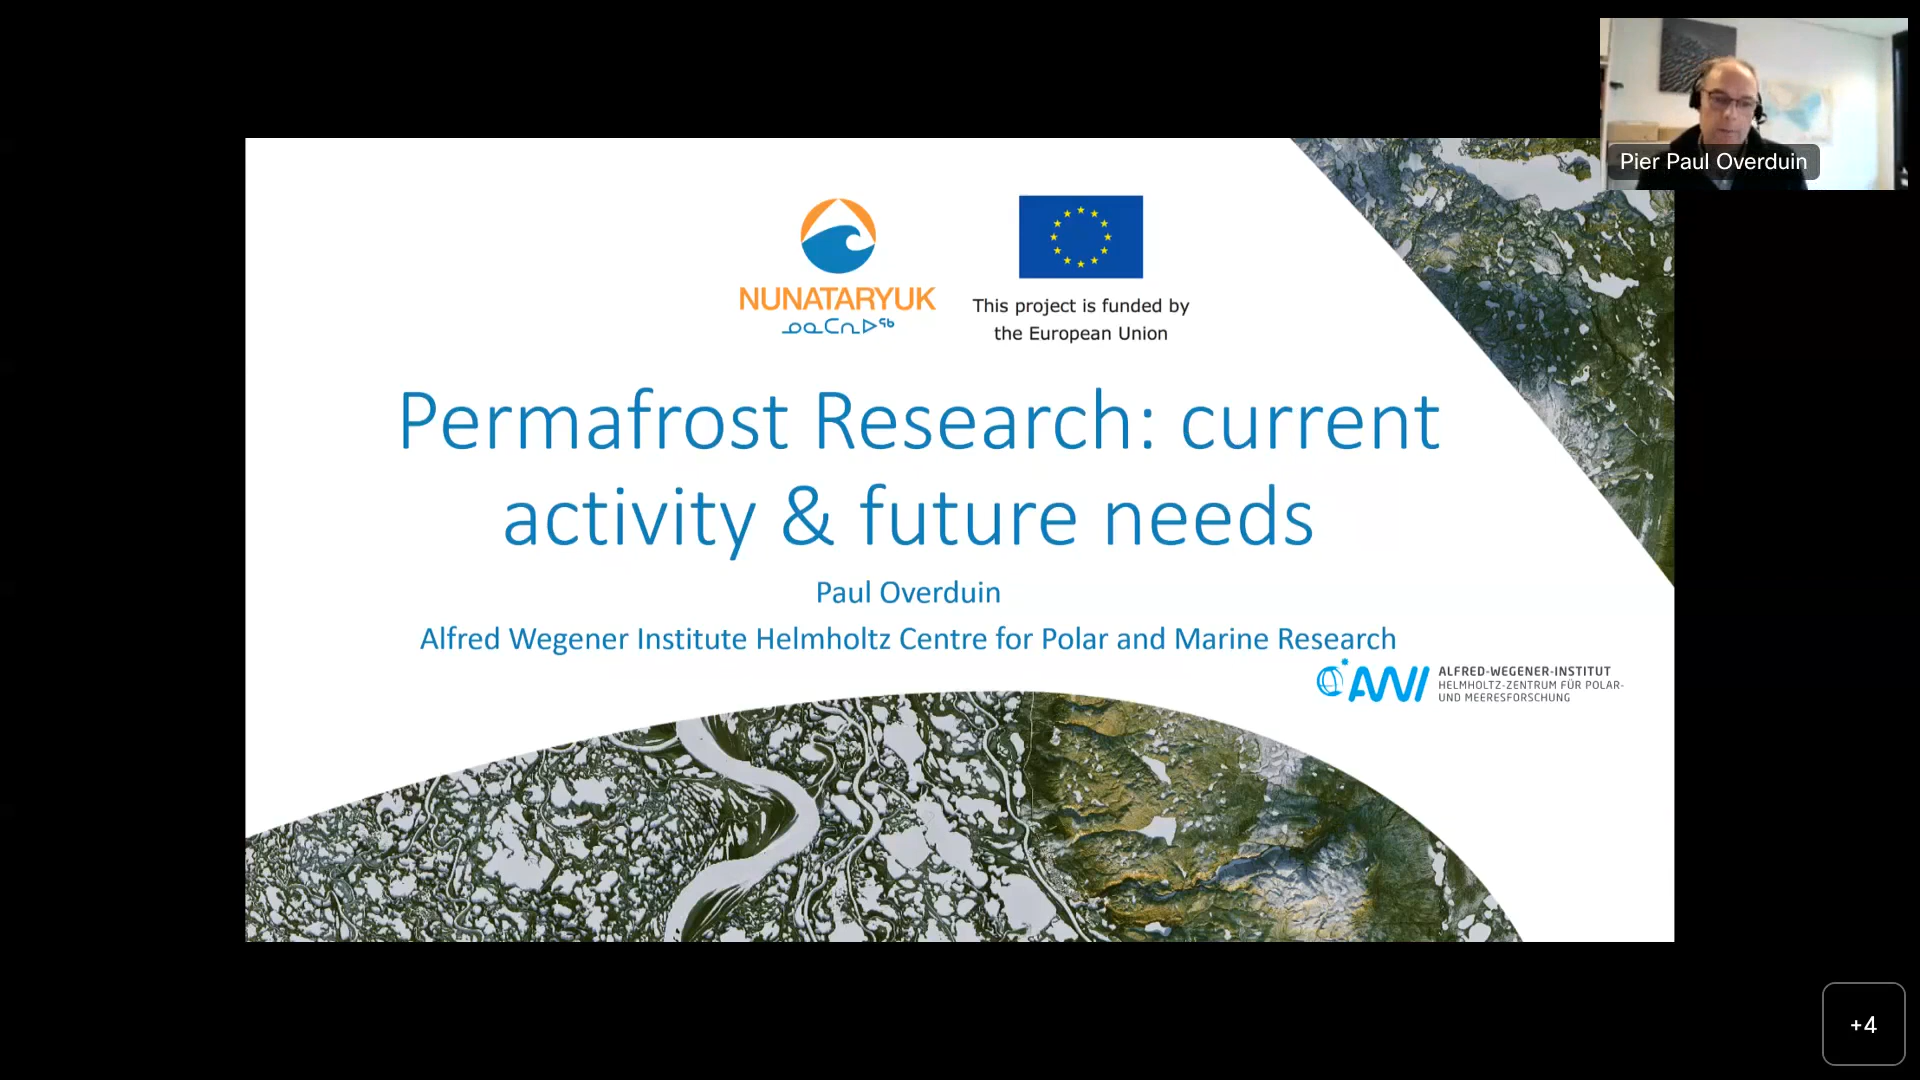 Pier Paul Overduin
NUNATARYUK
ᓄᓇᑕᕆᐅᖅ
This project is funded by
the European Union
Permafrost Research: current
activity & future needs
Paul Overduin
Alfred Wegener Institute Helmholtz Centre for Polar and Marine Research
AWI
ALFRED-WEGENER-INSTITUT
HELMHOLTZ-ZENTRUM FÜR POLAR-
UND MEERESFORSCHUNG
+4